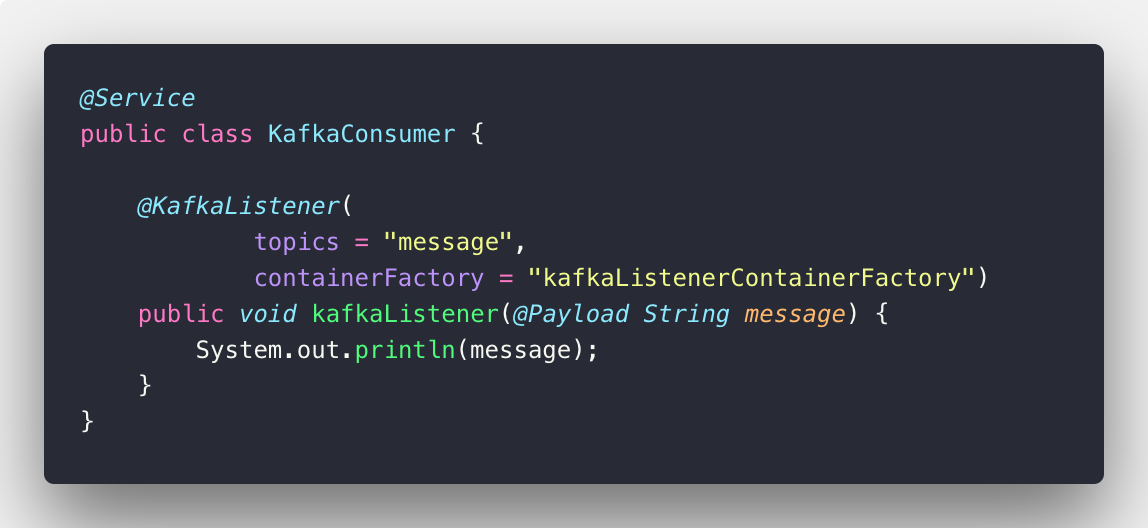 @Service
public class KafkaConsumer {
@KafkaListener(
topics = "message",
containerFactory = "kafkaListenerContainerFactory")
public void kafkaListener(@Payload String message) {
System.out.println(message);
}
}